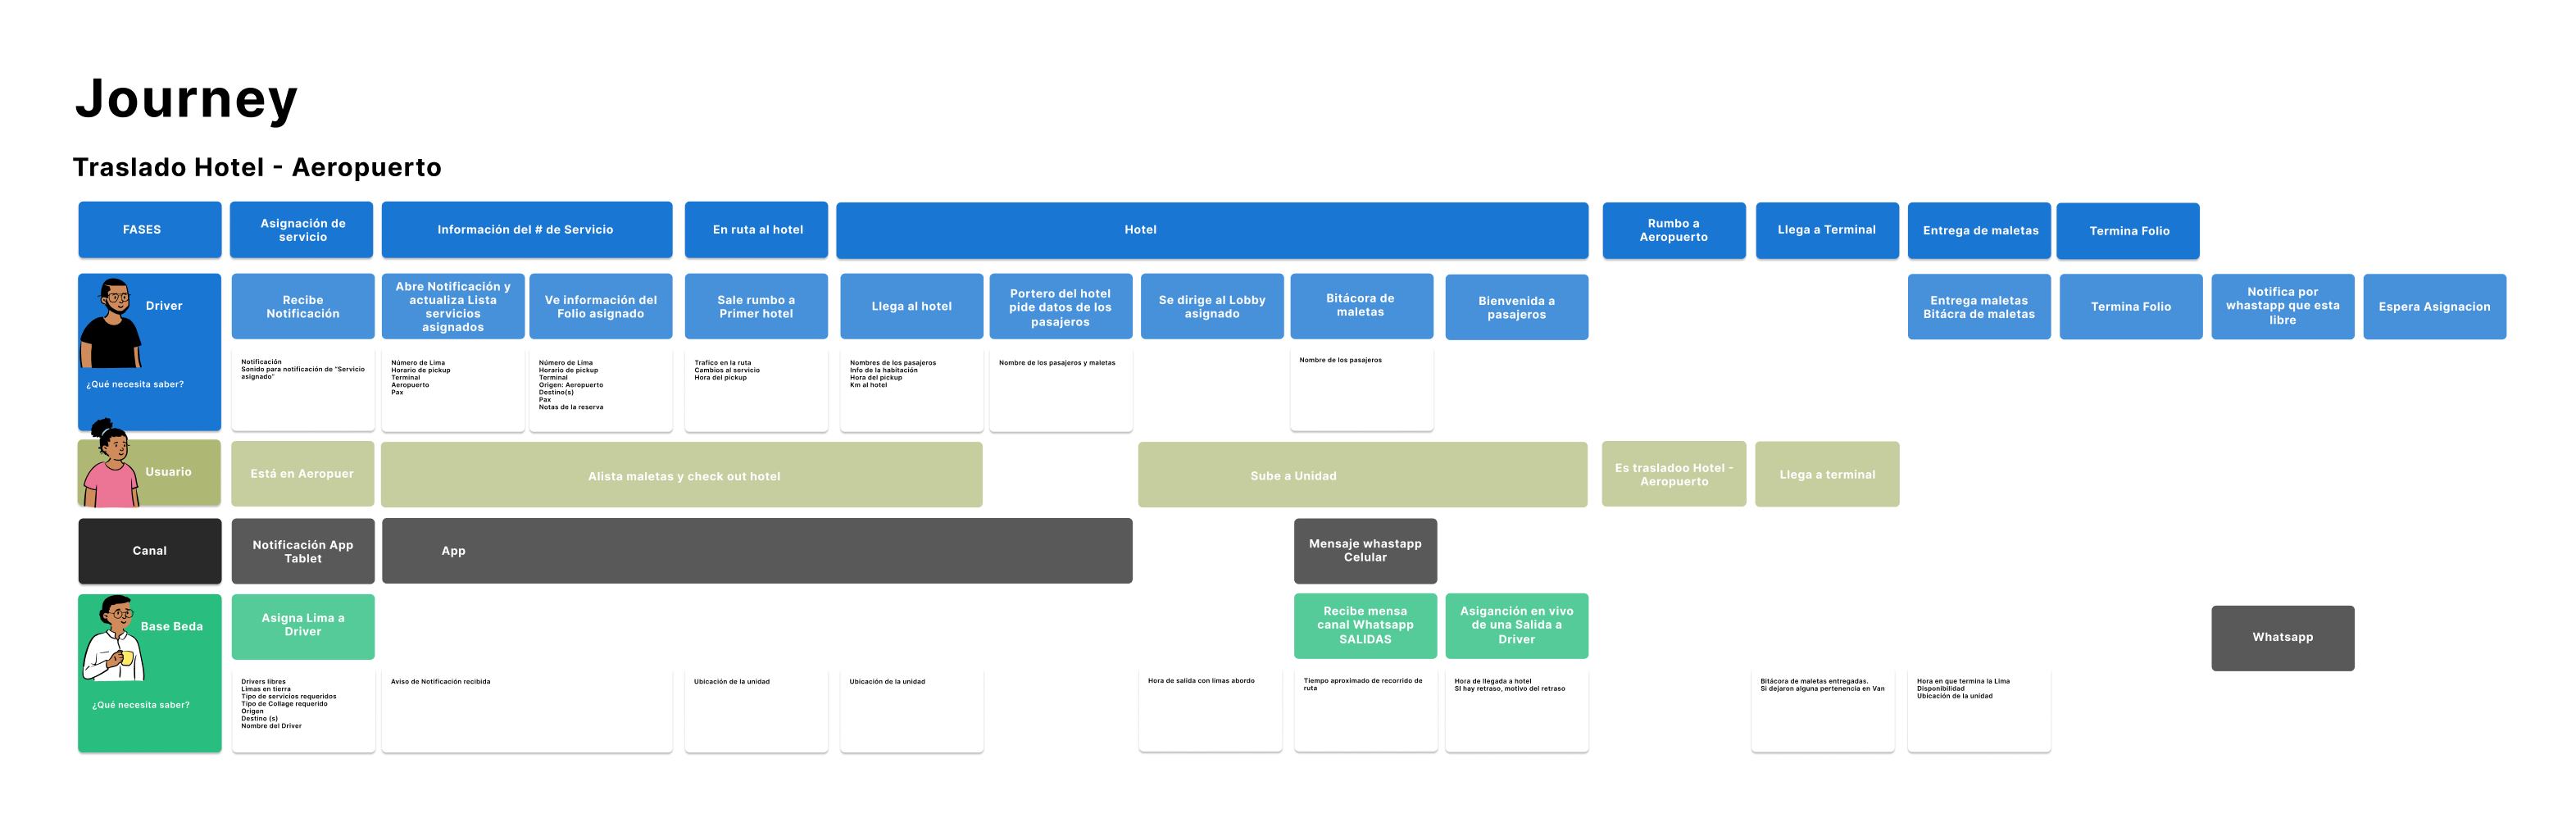 Journey
Traslado Hotel - Aeropuerto
FASES
Asignación de
servicio
Información del # de Servicio
En ruta al hotel
Hotel
Rumbo a
Aeropuerto
Llega a Terminal
Entrega de maletas
Termina Folio
Driver
¿Qué necesita saber?
Recibe
Notificación
Abre Notificación y
actualiza Lista
servicios
asignados
Ve información del
Folio asignado
Sale rumbo a
Primer hotel
Llega al hotel
Portero del hotel
pide datos de los
pasajeros
Se dirige al Lobby
asignado
Bitácora de
maletas
Bienvenida a
pasajeros
Entrega maletas
Bitácra de maletas
Termina Folio
Notifica por
whastapp que esta
libre
Espera Asignacion
Notificación
Sonido para notificación de "Servicio
asignado"
Número de Lima
Horario de pickup
Terminal
Aeropuerto
Pax
Número de Lima
Horario de pickup
Terminal
Origen: Aeropuerto
Destino(s)
Pax
Notas de la reserva
Trafico en la ruta
Cambios al servicio
Hora del pickup
Nombres de los pasajeros
Info de la habitación
Hora del pickup
Km al hotel
Nombre de los pasajeros y maletas
Nombre de los pasajeros
Usuario
Está en Aeropuer
Alista maletas y check out hotel
Sube a Unidad
Es trasladoo Hotel -
Aeropuerto
Llega a terminal
Canal
Notificación App
Tablet
App
Mensaje whastapp
Celular
Base Beda
¿Qué necesita saber?
Asigna Lima a
Driver
Recibe mensa
canal Whatsapp
SALIDAS
Asigancíón en vivo
de una Salida a
Driver
Whatsapp
Drivers libres
Limas en tierra
Tipo de servicios requeridos
Tipo de Collage requerido
Origen
Destino (s)
Nombre del Driver
Aviso de Notificación recibida
Ubicación de la unidad
Ubicación de la unidad
Hora de salida con limas abordo
Tiempo aproximado de recorrido de
ruta
Hora de llegada a hotel
SI hay retraso, motivo del retraso
Bitácora de maletas entregadas.
Si dejaron alguna pertenencia en Van
Hora en que termina la Lima
Disponibilidad
Ubicación de la unidad